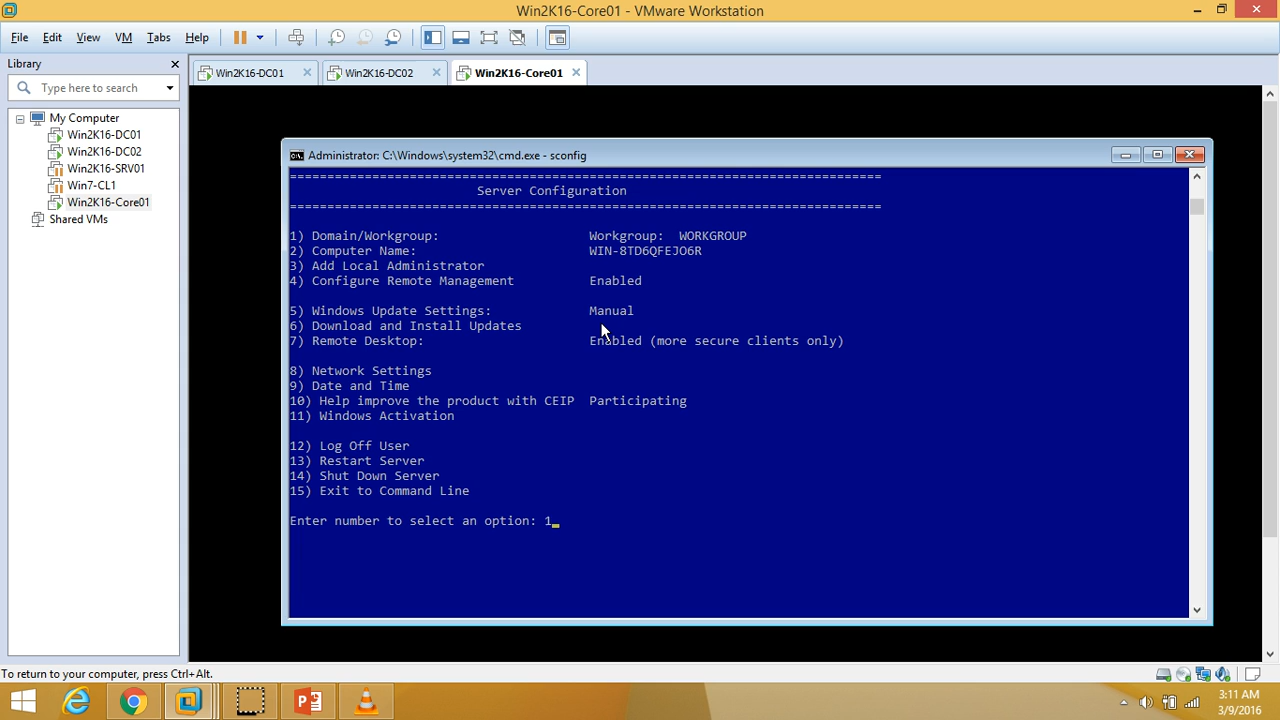 Win2K16-Core01 - VMware Workstation
File Edit View VM Tabs Help
Library
Type here to search
My Computer
Win2K16-DC01
Win2K16-DC02
Win2K16-SRV01
Win7-CL1
Win2K16-Core01
Shared VMs
Win2K16-DC01 Win2K16-DC02 Win2K16-Core01
Administrator: C:\Windows\system32\cmd.exe - sconfig
===============================================================================
Server Configuration
===============================================================================
1) Domain/Workgroup: Workgroup: WORKGROUP
2) Computer Name: WIN-8TD6QFEJO6R
3) Add Local Administrator
4) Configure Remote Management Enabled
5) Windows Update Settings: Manual
6) Download and Install Updates
7) Remote Desktop: Enabled (more secure clients only)
8) Network Settings
9) Date and Time
10) Help improve the product with CEIP Participating
11) Windows Activation
12) Log Off User
13) Restart Server
14) Shut Down Server
15) Exit to Command Line
Enter number to select an option: 1_
To return to your computer, press Ctrl+Alt.
3:11 AM
3/9/2016